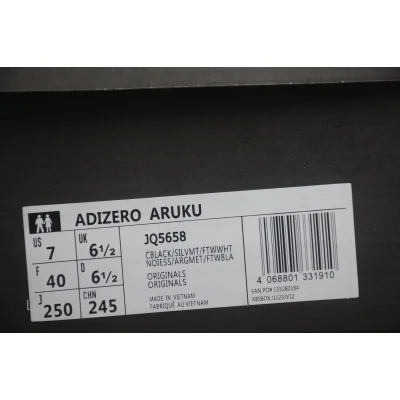 ADIZERO ARUKU
US 7 UK 6½
F 40 D 6½
J 250 CHN 245
JQ5658
CBLACK/SILVMT/FTWWHT
NOIESS/ARGMET/FTWBLA
ORIGINALS
ORIGINALS
MADE IN VIETNAM
FABRIQUÉ AU VIETNAM
4 068801 331910